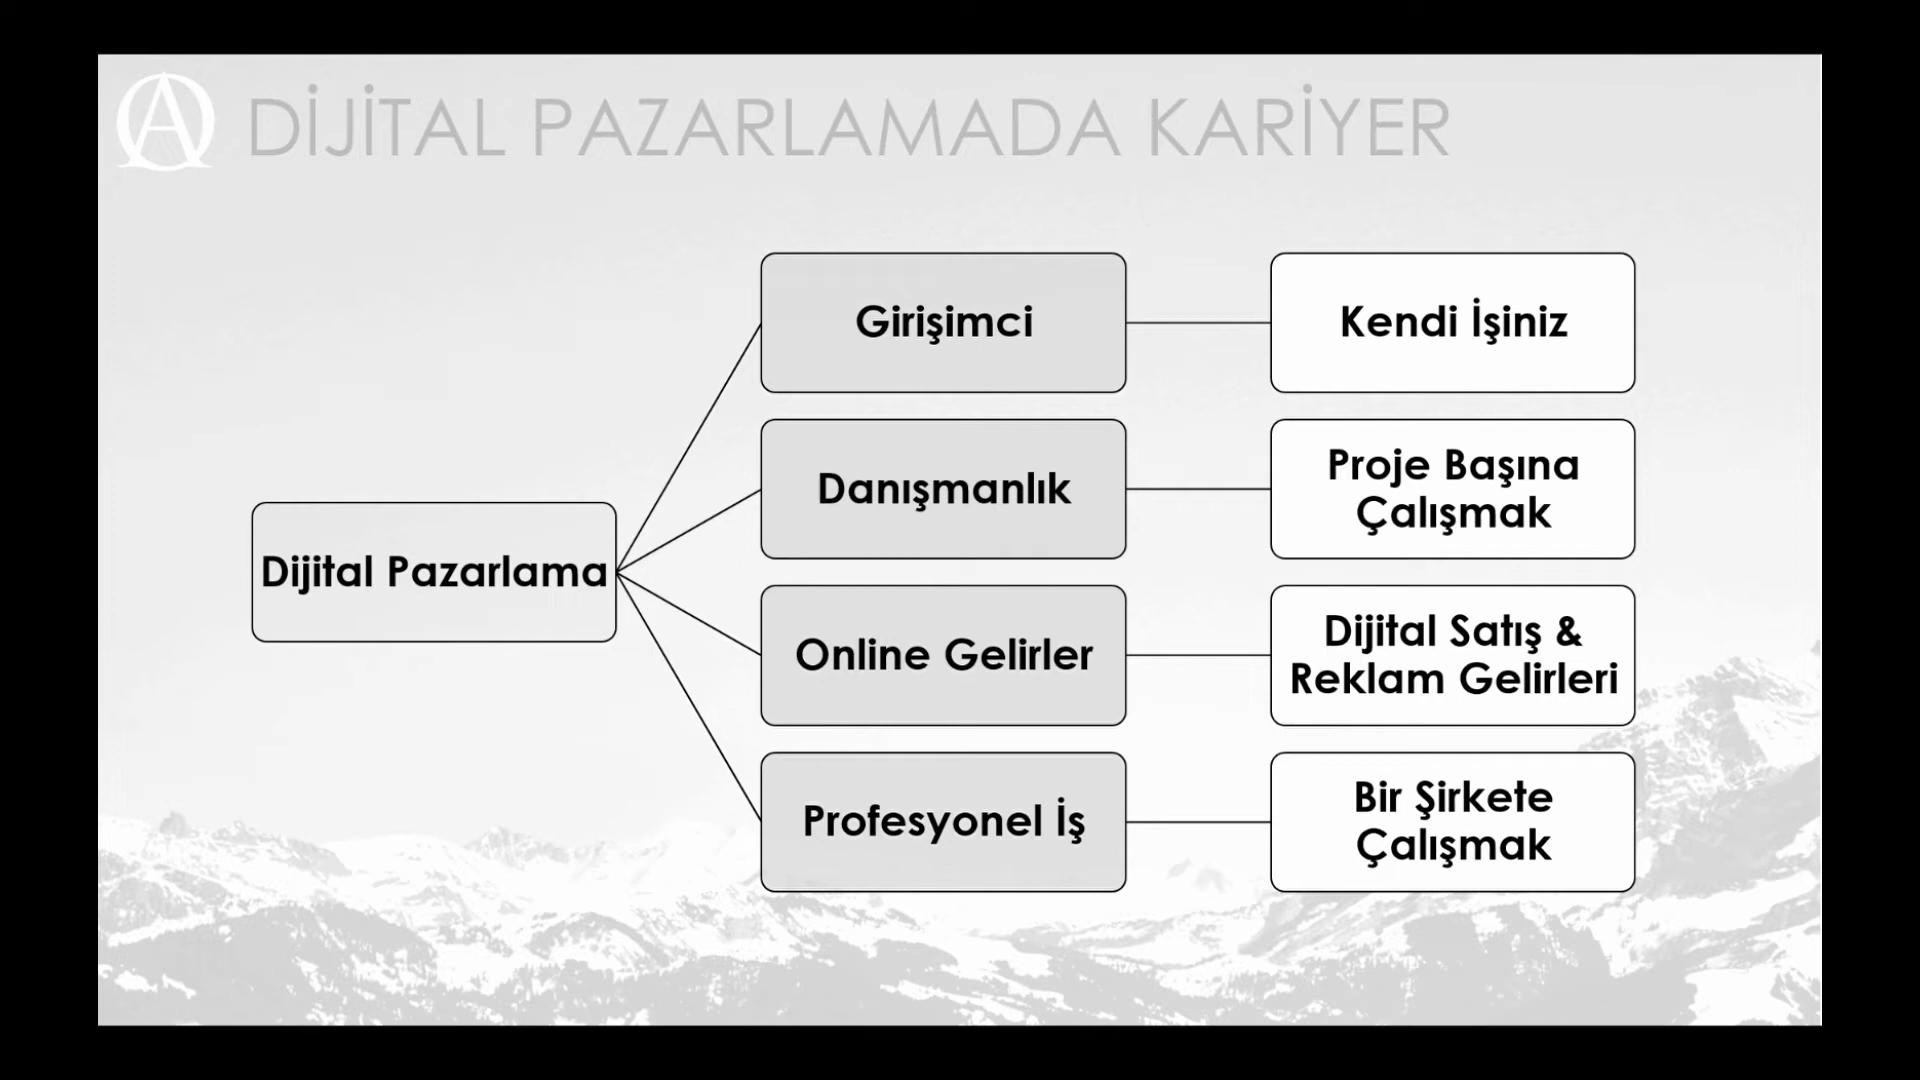 DİJİTAL PAZARLAMADA KARİYER
Dijital Pazarlama
Girişimci
Kendi İşiniz
Danışmanlık
Proje Başına
Çalışmak
Online Gelirler
Dijital Satış &
Reklam Gelirleri
Profesyonel İş
Bir Şirkete
Çalışmak